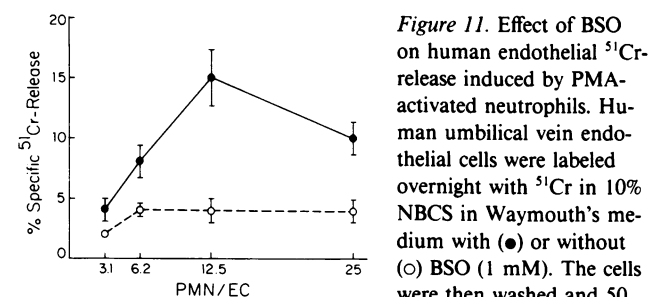 20
15
10
5
0
% Specific ⁵¹Cr-Release
3.1 6.2 12.5 25
PMN/EC
Figure 11. Effect of BSO
on human endothelial ⁵¹Cr-
release induced by PMA-
activated neutrophils. Hu-
man umbilical vein endo-
thelial cells were labeled
overnight with ⁵¹Cr in 10%
NBCS in Waymouth's me-
dium with (●) or without
(○) BSO (1 mM). The cells
were then washed and 50